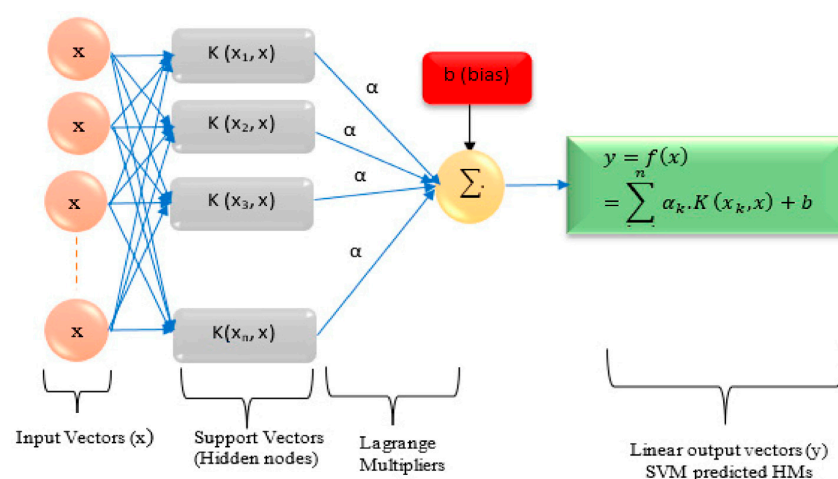 x
x
x
x
K (x₁, x)
K (x₂, x)
K (x₃, x)
K(xₙ, x)
α
α
α
α
b (bias)
∑.
y = f(x)
n
= ∑ αₖ.K (xₖ,x) + b
Input Vectors (x)
Support Vectors
(Hidden nodes)
Lagrange
Multipliers
Linear output vectors (y)
SVM predicted HMs